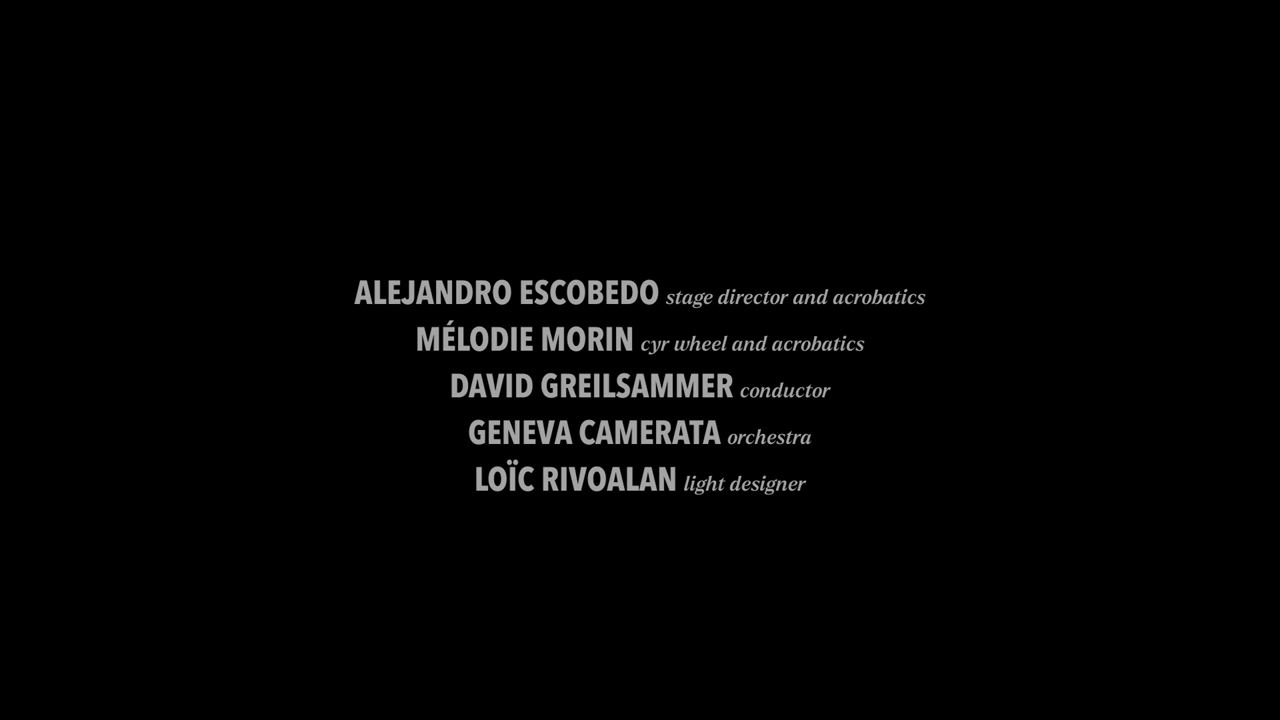 ALEJANDRO ESCOBEDO stage director and acrobatics
MÉLODIE MORIN cyr wheel and acrobatics
DAVID GREILSAMMER conductor
GENEVA CAMERATA orchestra
LOÏC RIVOALAN light designer